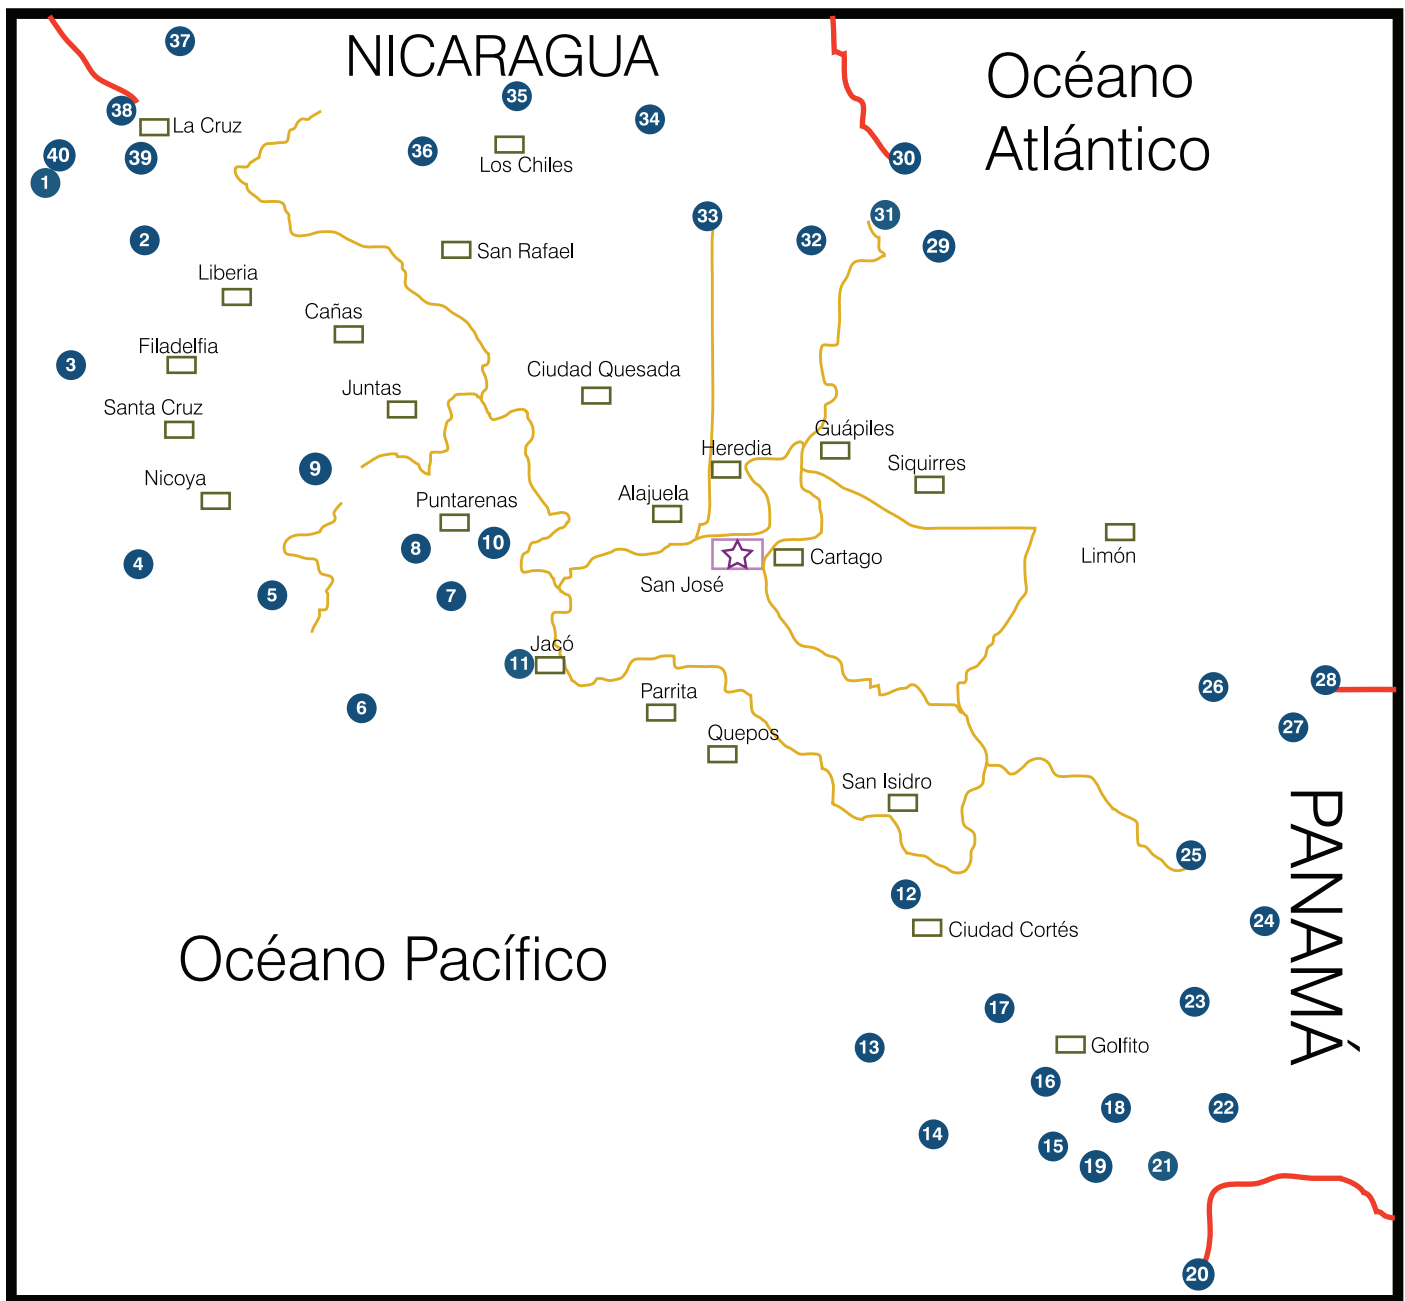 37
NICARAGUA
Océano
Atlántico
35
38
34
La Cruz
40
39
36
Los Chiles
30
1
33
31
2
32
29
San Rafael
Liberia
Cañas
Filadelfia
3
Ciudad Quesada
Juntas
Santa Cruz
Guápiles
Heredia
9
Siquirres
Nicoya
Puntarenas
Alajuela
8
10
Limón
4
Cartago
San José
5
7
Jacó
11
28
26
Parrita
6
27
Quepos
San Isidro
PANAMÁ
25
12
24
Ciudad Cortés
Océano Pacífico
23
17
13
Golfito
16
18
22
14
15
19
21
20